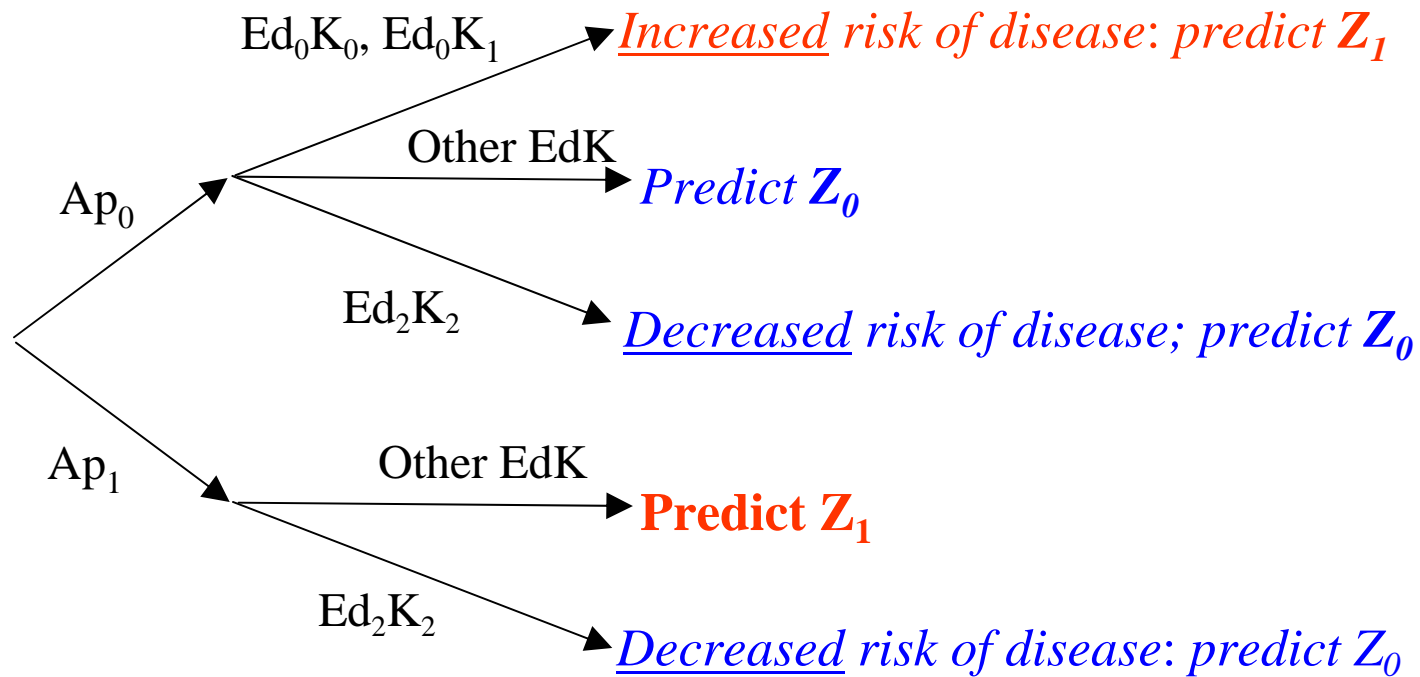 Ed₀K₀, Ed₀K₁
Increased risk of disease: predict Z₁
Other EdK
Predict Z₀
Ap₀
Ed₂K₂
Decreased risk of disease; predict Z₀
Ap₁
Other EdK
Predict Z₁
Ed₂K₂
Decreased risk of disease: predict Z₀